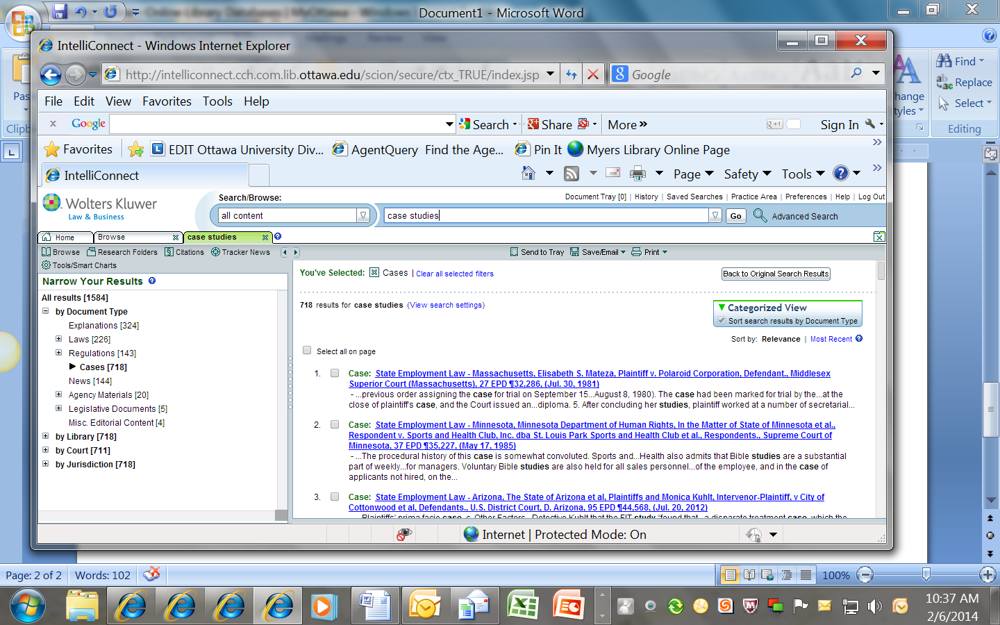 Document1 - Microsoft Word
IntelliConnect - Windows Internet Explorer
http://intelliconnect.cch.com.lib.ottawa.edu/scion/secure/ctx_TRUE/index.jsp
Google
File Edit View Favorites Tools Help
x Google Search Share More » +1 Sign In
Favorites EDIT Ottawa University Div... AgentQuery Find the Age... Pin It Myers Library Online Page »
IntelliConnect Page Safety Tools »
Find
Replace
Select
Editing
Pas
Clipb
hange
tyles
Wolters Kluwer
Law & Business
Search/Browse:
Document Tray [0] | History | Saved Searches | Practice Area | Preferences | Help | Log Out
all content case studies Go Advanced Search
Home Browse case studies
Browse Research Folders Citations Tracker News Send to Tray Save/Email Print
Tools/Smart Charts
Narrow Your Results
All results [1584]
by Document Type
Explanations [324]
Laws [226]
Regulations [143]
Cases [718]
News [144]
Agency Materials [20]
Legislative Documents [5]
Misc. Editorial Content [4]
by Library [718]
by Court [711]
by Jurisdiction [718]
You've Selected: Cases | Clear all selected filters Back to Original Search Results
718 results for case studies (View search settings)
Categorized View
Sort search results by Document Type
Sort by: Relevance | Most Recent
Select all on page
1. Case: State Employment Law - Massachusetts, Elisabeth S. Mateza, Plaintiff v. Polaroid Corporation, Defendant., Middlesex
Superior Court (Massachusetts), 27 EPD ¶32,286, (Jul. 30, 1981)
- ...previous order assigning the case for trial on September 15...August 8, 1980). The case had been marked for trial by the...at the
close of plaintiff's case, and the Court issued an...diploma. 5. After concluding her studies, plaintiff worked at a number of secretarial...
2. Case: State Employment Law - Minnesota, Minnesota Department of Human Rights, In the Matter of State of Minnesota et al.,
Respondent v. Sports and Health Club, Inc. dba St. Louis Park Sports and Health Club et al., Respondents., Supreme Court of
Minnesota, 37 EPD ¶35,227, (May 17, 1985)
- ...The procedural history of this case is somewhat convoluted. Sports and...Health also admits that Bible studies are a substantial
part of weekly...for managers. Voluntary Bible studies are also held for all sales personnel...of the employee, and in the case of
applicants not hired, on the...
3. Case: State Employment Law - Arizona, The State of Arizona et al, Plaintiffs and Monica Kuhlt, Intervenor-Plaintiff, v City of
Cottonwood et al, Defendants., U.S. District Court, D. Arizona, 95 EPD ¶44,568, (Jul. 20, 2012)
Plaintiffs' prima facie case. c. Other Factors Detective Kuhlt that the FIT study "found that a disparate treatment case, which the
Internet | Protected Mode: On
Page: 2 of 2 Words: 102 100%
10:37 AM
2/6/2014